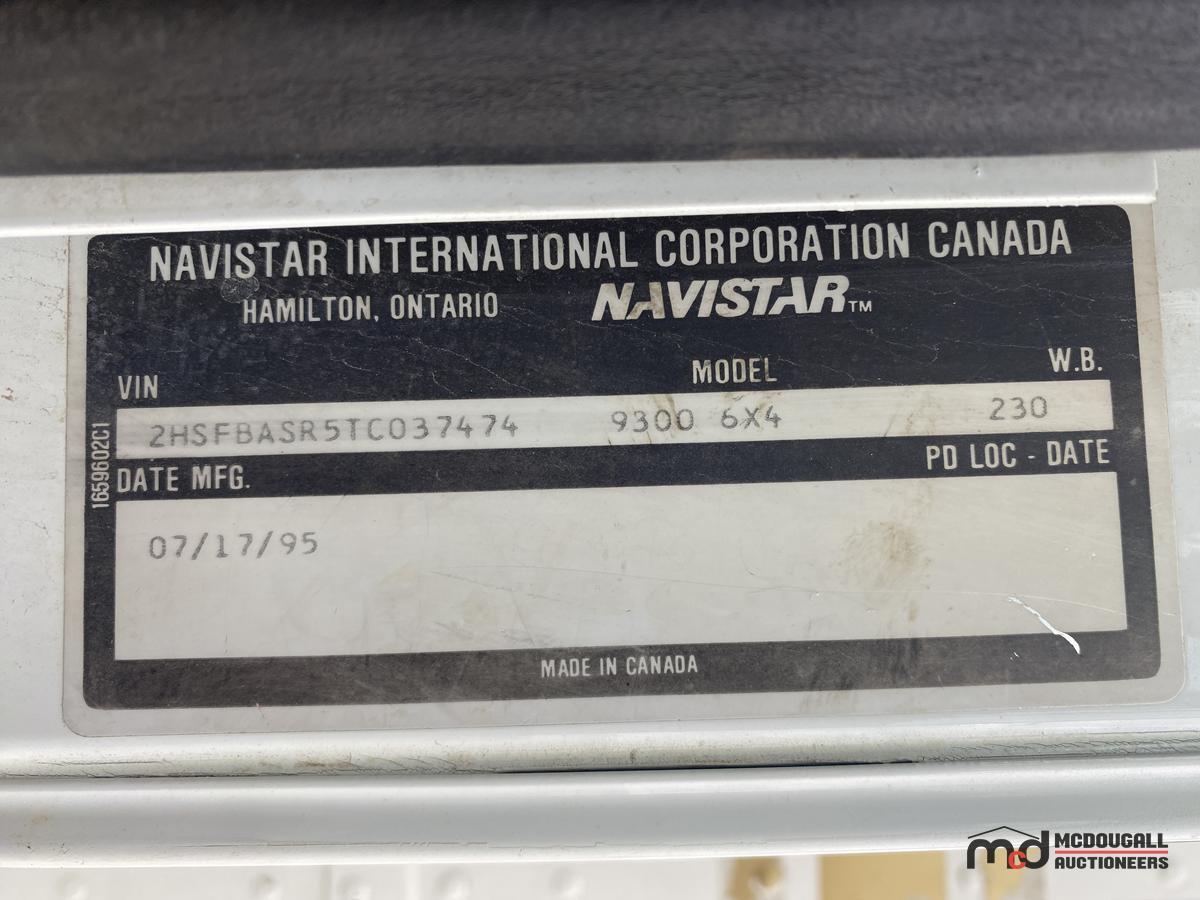 NAVISTAR INTERNATIONAL CORPORATION CANADA
HAMILTON, ONTARIO NAVISTAR™
VIN MODEL W.B.
2HSFBASR5TC037474 9300 6X4 230
1659602C1
DATE MFG. PD LOC - DATE
07/17/95
MADE IN CANADA
mcd MCDOUGALL
AUCTIONEERS